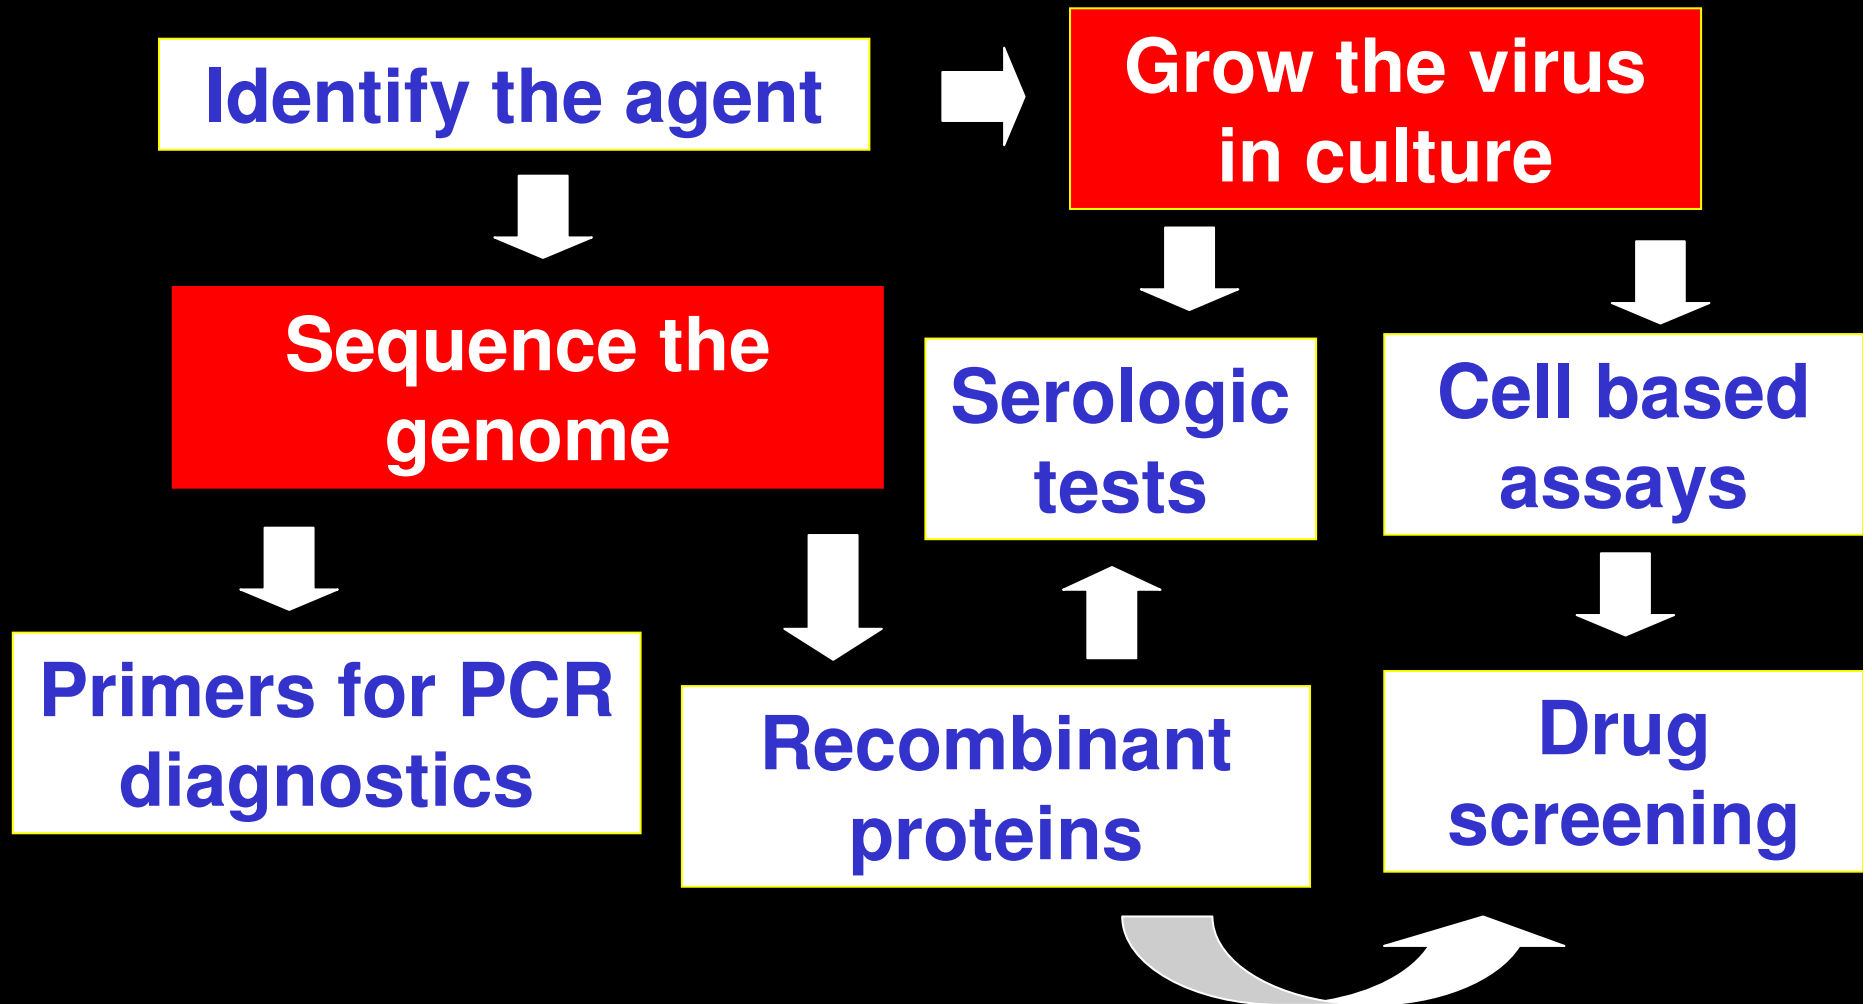 Identify the agent
Grow the virus
in culture
Sequence the
genome
Serologic
tests
Cell based
assays
Primers for PCR
diagnostics
Recombinant
proteins
Drug
screening